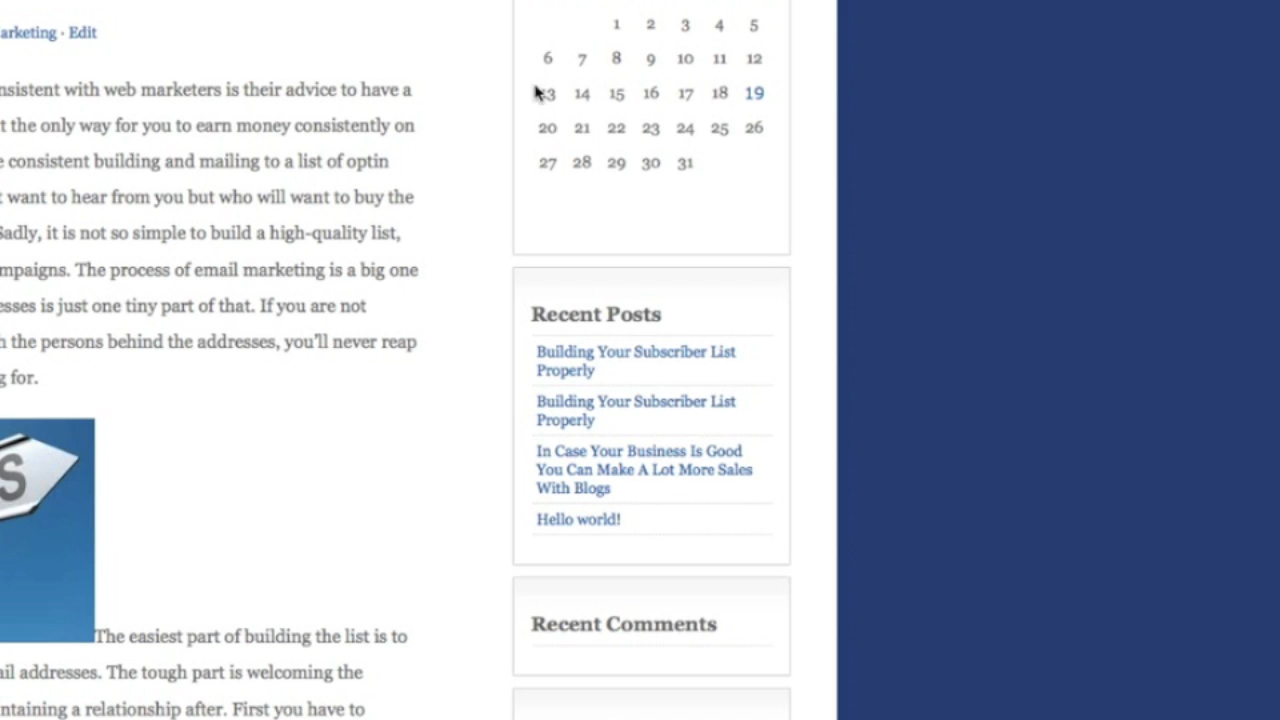 arketing · Edit
nsistent with web marketers is their advice to have a
t the only way for you to earn money consistently on
e consistent building and mailing to a list of optin
t want to hear from you but who will want to buy the
Sadly, it is not so simple to build a high-quality list,
mpaigns. The process of email marketing is a big one
esses is just one tiny part of that. If you are not
h the persons behind the addresses, you'll never reap
g for.
S
The easiest part of building the list is to
ail addresses. The tough part is welcoming the
ntaining a relationship after. First you have to
1 2 3 4 5
6 7 8 9 10 11 12
13 14 15 16 17 18 19
20 21 22 23 24 25 26
27 28 29 30 31
Recent Posts
Building Your Subscriber List
Properly
Building Your Subscriber List
Properly
In Case Your Business Is Good
You Can Make A Lot More Sales
With Blogs
Hello world!
Recent Comments